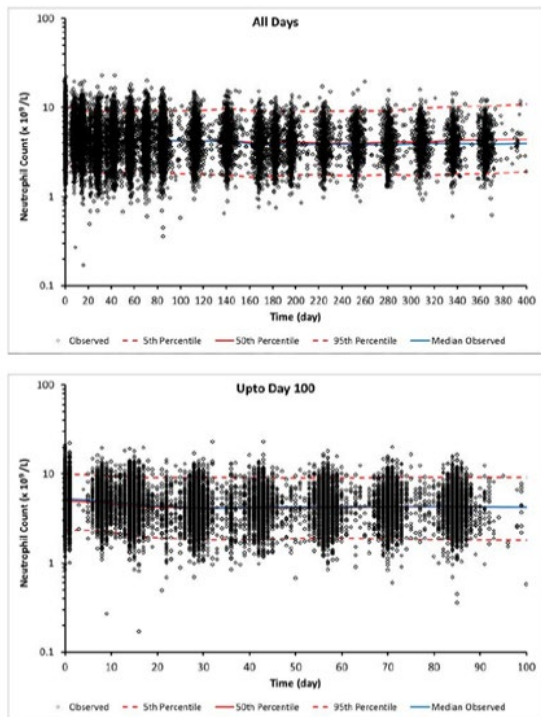 All Days
Neutrophil Count (x 10⁹/L)
100
10
1
0.1
0 20 40 60 80 100 120 140 160 180 200 220 240 260 280 300 320 340 360 380 400
Time (day)
Observed 5th Percentile 50th Percentile 95th Percentile Median Observed
Upto Day 100
Neutrophil Count (x 10⁹/L)
100
10
1
0.1
0 10 20 30 40 50 60 70 80 90 100
Time (day)
Observed 5th Percentile 50th Percentile 95th Percentile Median Observed